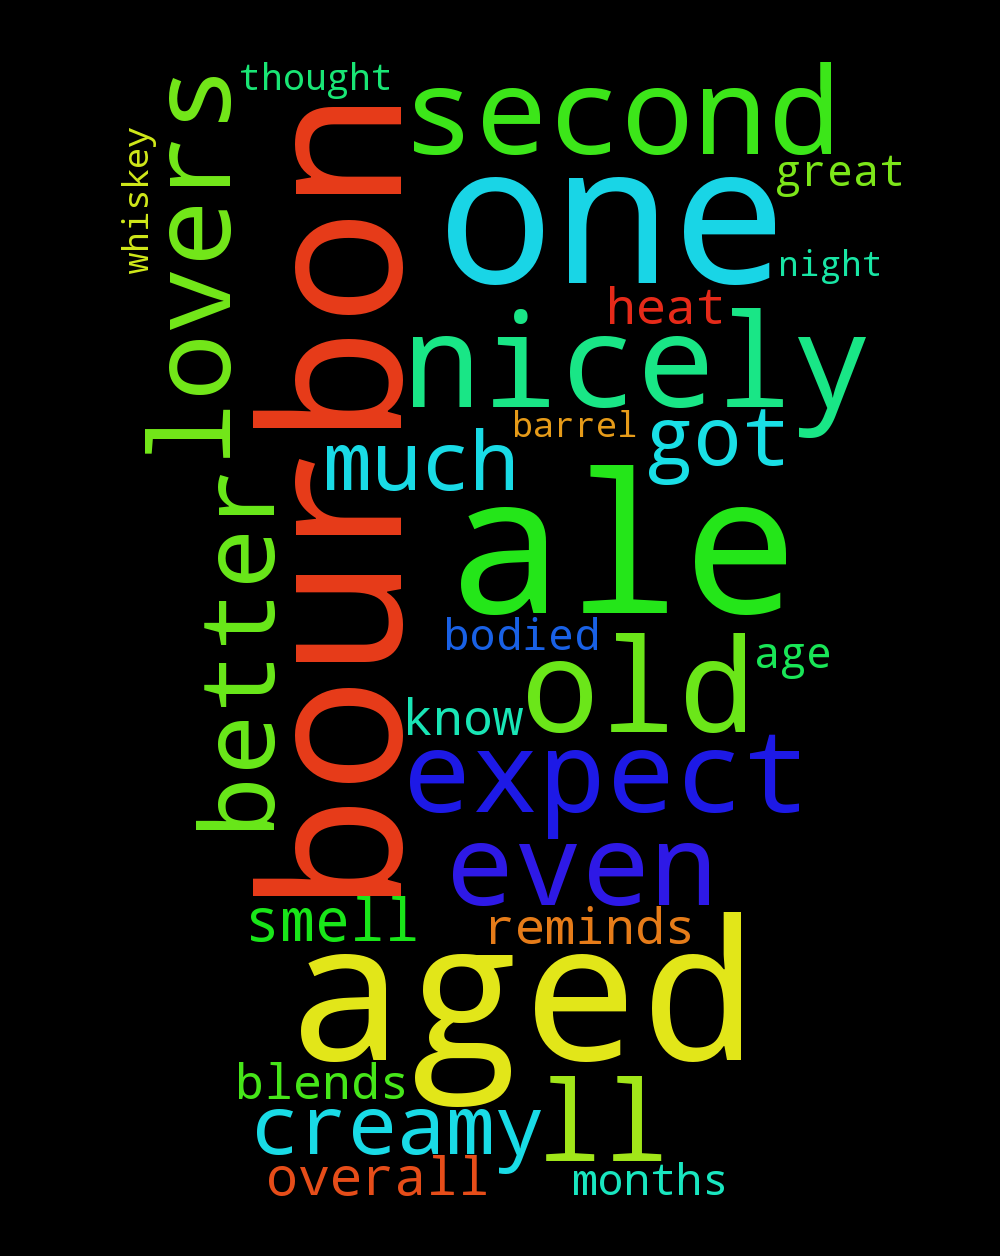 thought
second
whiskey
lovers
bourbon
one
great
night
heat
nicely
barrel
got
much
ale
better
bodied
old
age
know
expect
even
smell
reminds
aged
blends
creamy
ll
overall
months